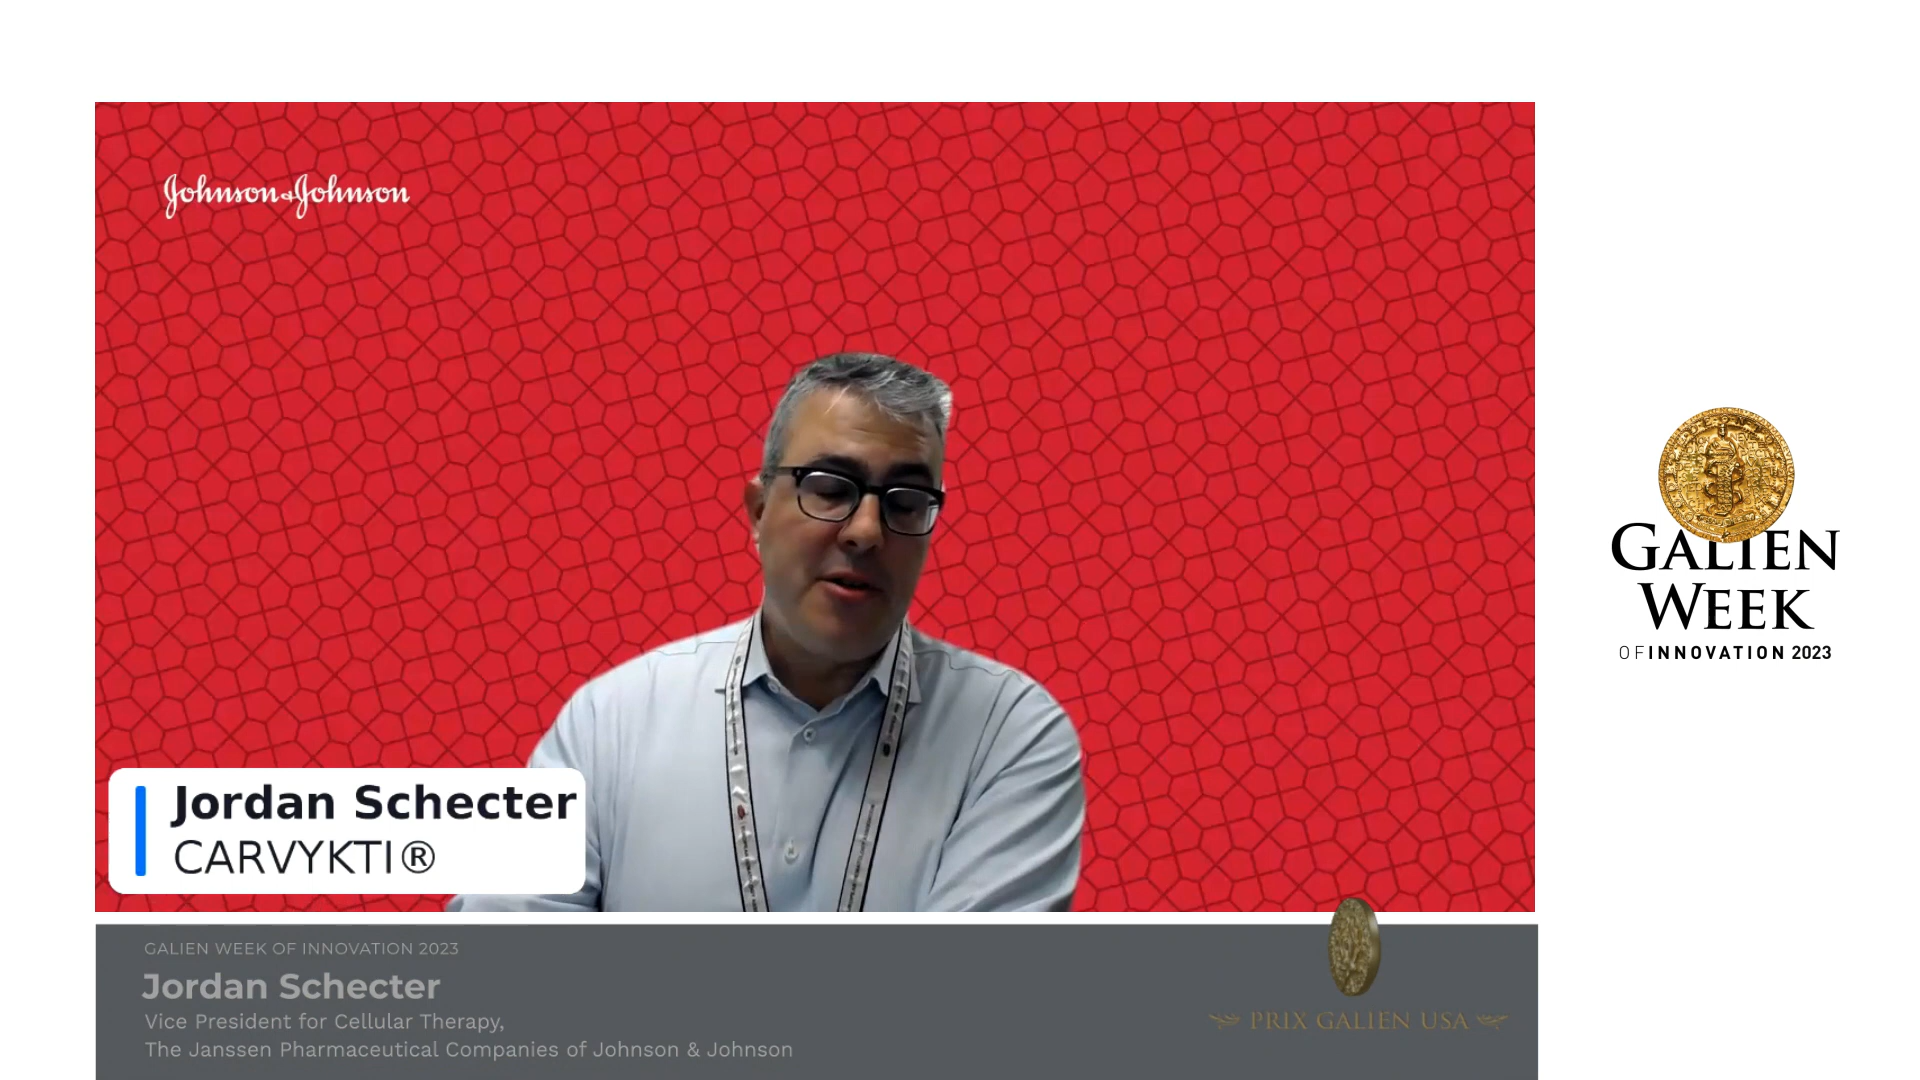 Johnson&Johnson
Jordan Schecter
CARVYKTI®
GALIEN WEEK OF INNOVATION 2023
Jordan Schecter
Vice President for Cellular Therapy,
The Janssen Pharmaceutical Companies of Johnson & Johnson
PRIX GALIEN USA
GALIEN
WEEK
OF INNOVATION 2023